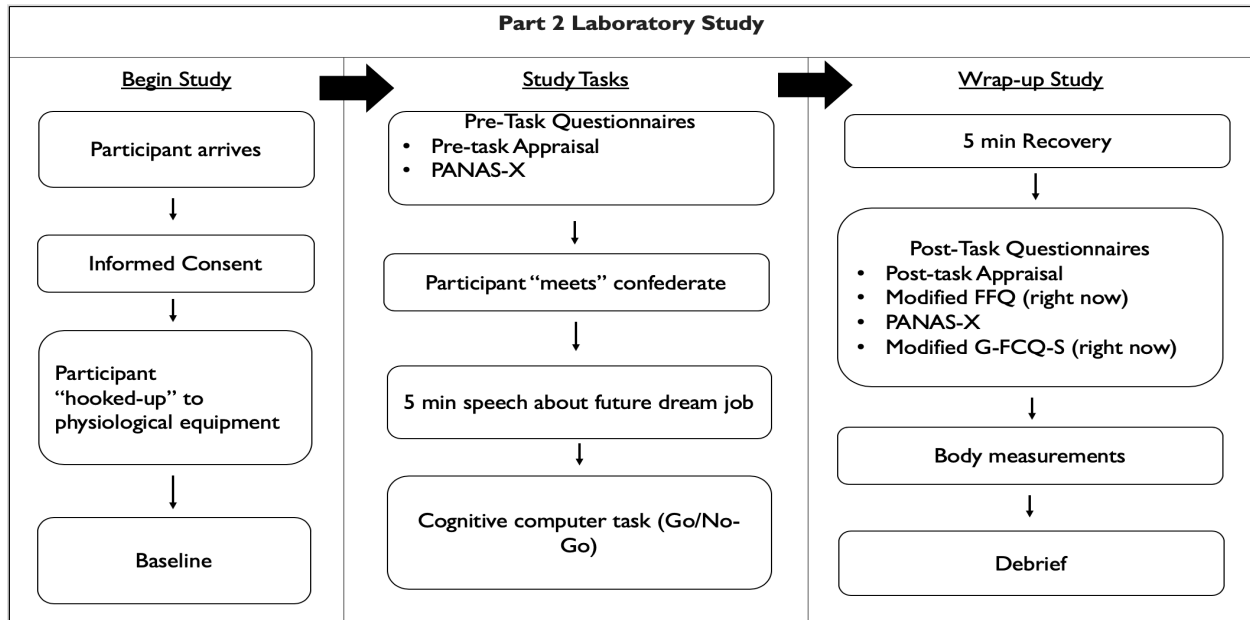 Part 2 Laboratory Study
Begin Study
Participant arrives
Informed Consent
Participant
“hooked-up” to
physiological equipment
Baseline
Study Tasks
Pre-Task Questionnaires
• Pre-task Appraisal
• PANAS-X
Participant “meets” confederate
5 min speech about future dream job
Cognitive computer task (Go/No-
Go)
Wrap-up Study
5 min Recovery
Post-Task Questionnaires
• Post-task Appraisal
• Modified FFQ (right now)
• PANAS-X
• Modified G-FCQ-S (right now)
Body measurements
Debrief